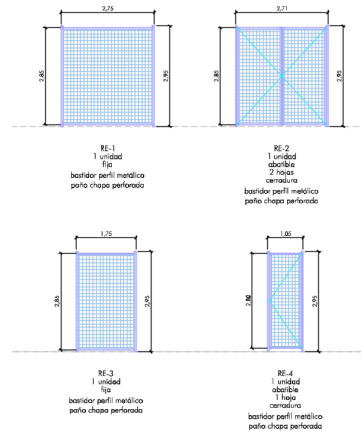 2,75
2,85
2,95
RE-1
1 unidad
fija
bastidor perfil metálico
paño chapa perforada
2,71
2,85
2,95
RE-2
1 unidad
abatible
2 hojas
cerradura
bastidor perfil metálico
paño chapa perforada
1,75
2,85
2,95
RE-3
1 unidad
fija
bastidor perfil metálico
paño chapa perforada
1,05
2,95
RE-4
1 unidad
abatible
1 hoja
cerradura
bastidor perfil metálico
paño chapa perforada